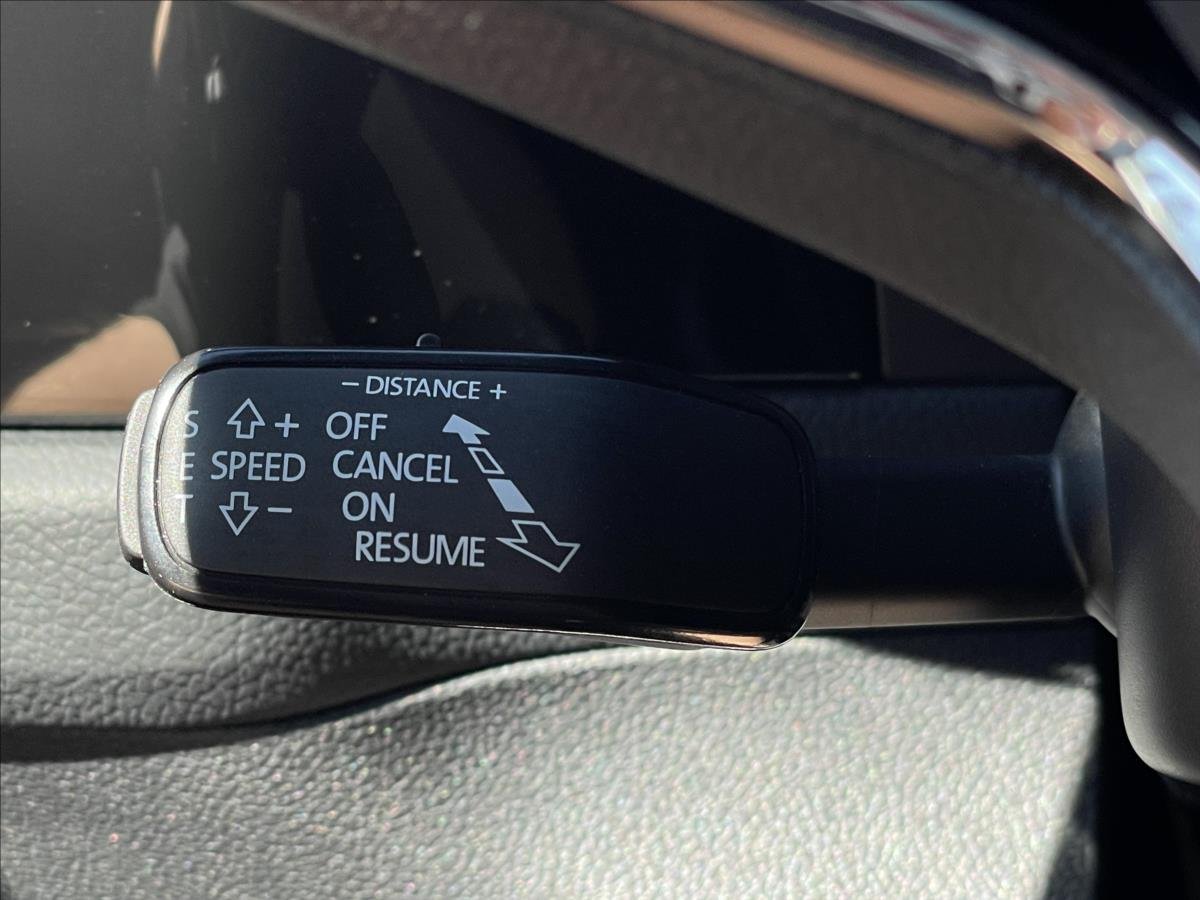 − DISTANCE +
S + OFF
E SPEED CANCEL
T − ON
RESUME